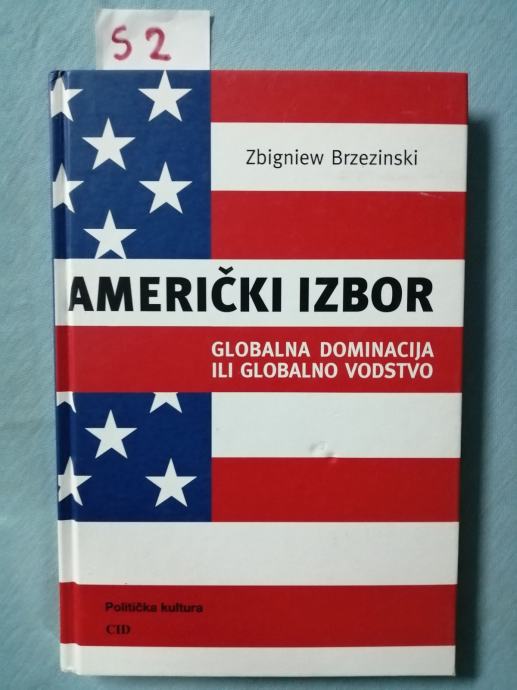 S2
Zbigniew Brzezinski
AMERIČKI IZBOR
GLOBALNA DOMINACIJA
ILI GLOBALNO VODSTVO
Politička kultura
CID